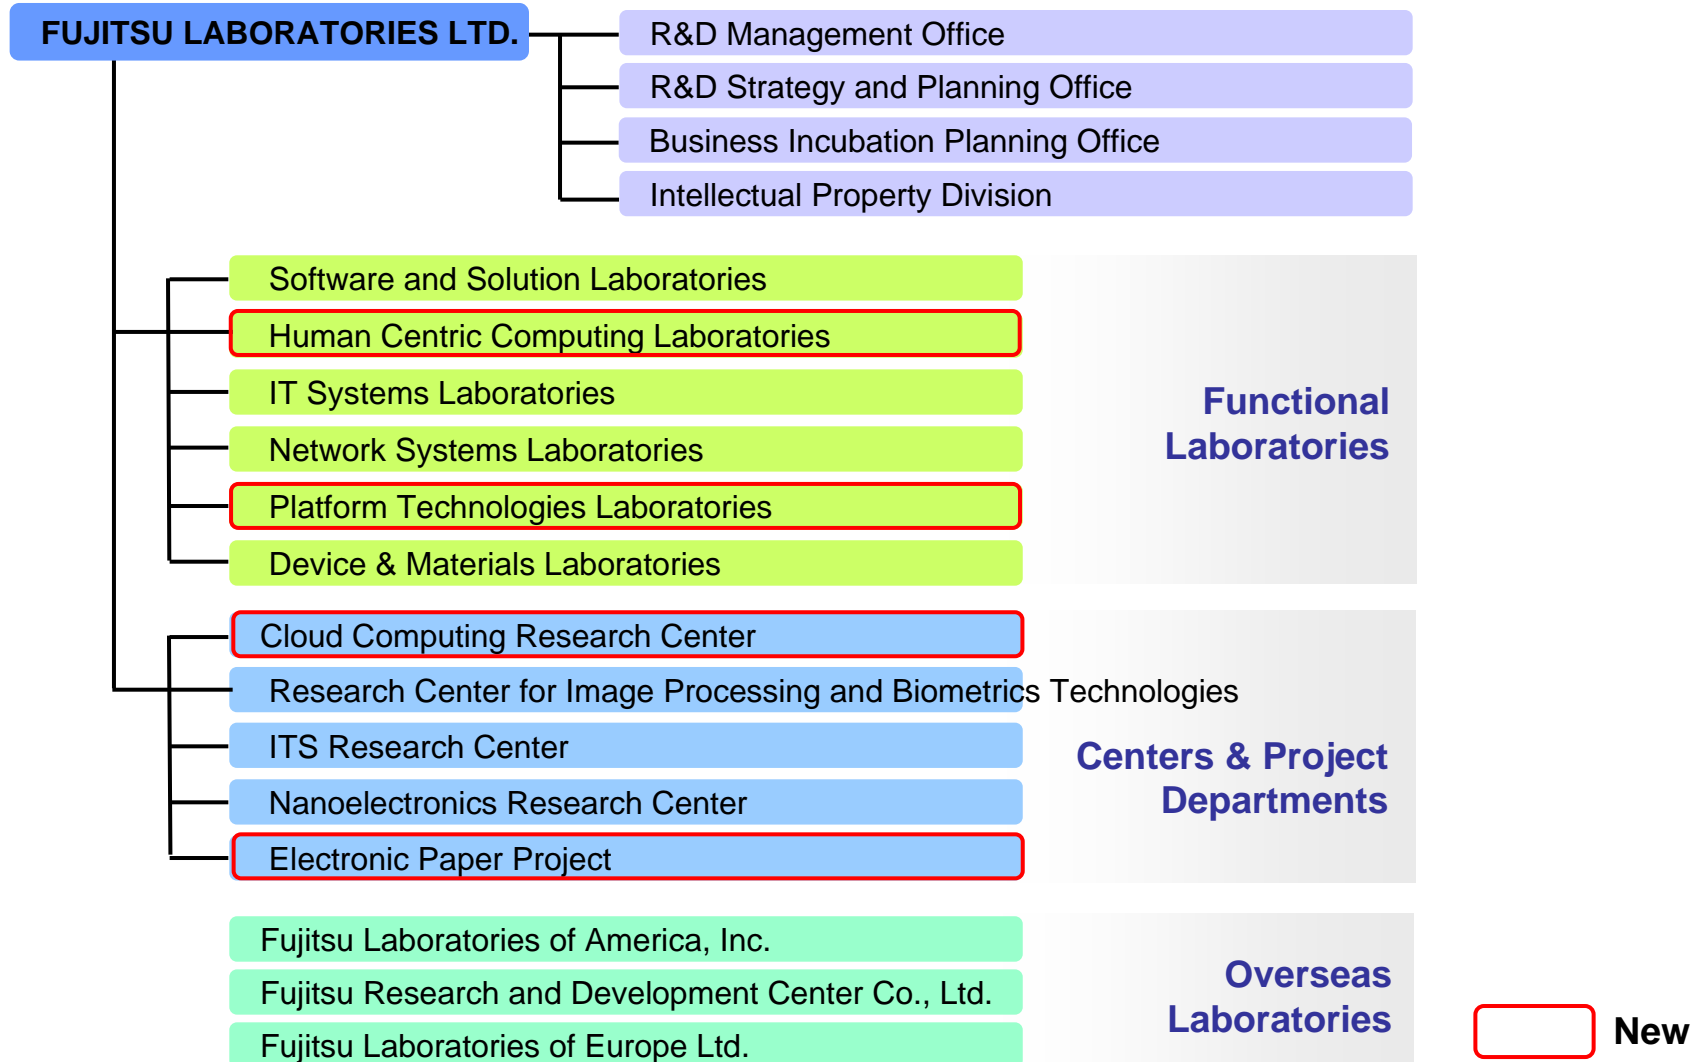 FUJITSU LABORATORIES LTD.
R&D Management Office
R&D Strategy and Planning Office
Business Incubation Planning Office
Intellectual Property Division
Software and Solution Laboratories
Human Centric Computing Laboratories
IT Systems Laboratories
Network Systems Laboratories
Platform Technologies Laboratories
Device & Materials Laboratories
Functional
Laboratories
Cloud Computing Research Center
Research Center for Image Processing and Biometrics Technologies
ITS Research Center
Nanoelectronics Research Center
Electronic Paper Project
Centers & Project
Departments
Fujitsu Laboratories of America, Inc.
Fujitsu Research and Development Center Co., Ltd.
Fujitsu Laboratories of Europe Ltd.
Overseas
Laboratories
New